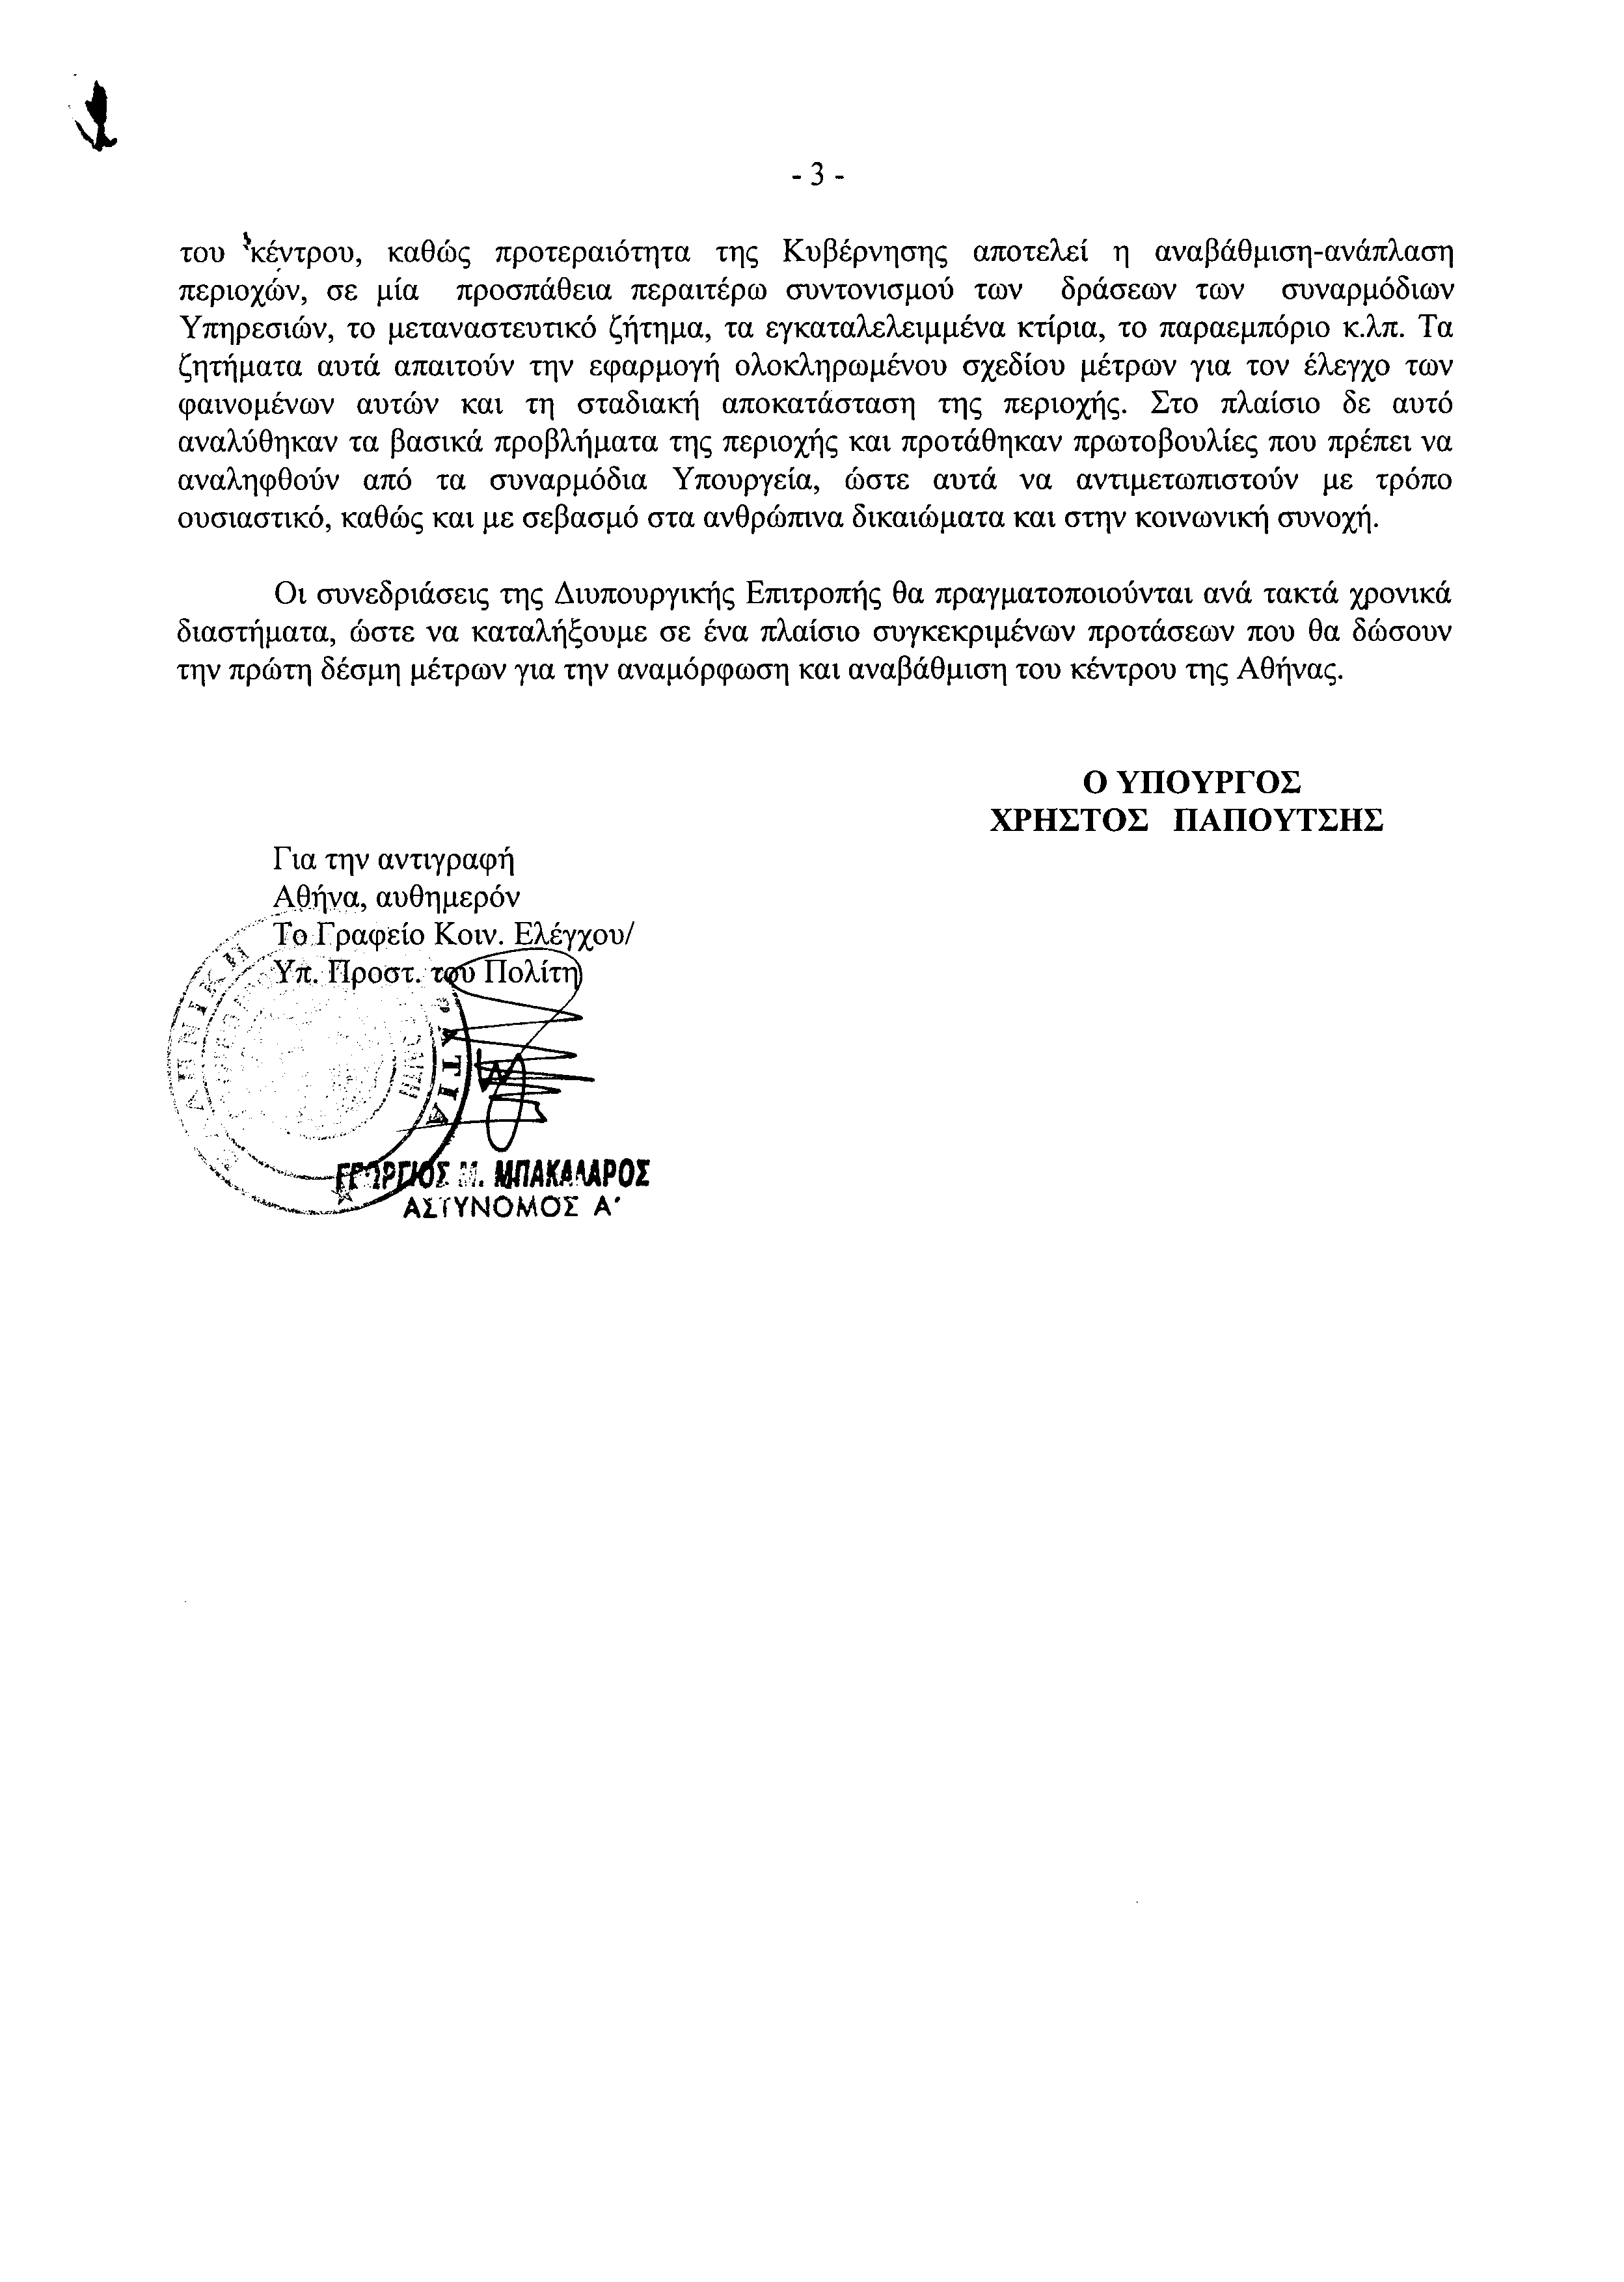 - 3 -
του κέντρου, καθώς προτεραιότητα της Κυβέρνησης αποτελεί η αναβάθμιση-ανάπλαση
περιοχών, σε μία προσπάθεια περαιτέρω συντονισμού των δράσεων των συναρμόδιων
Υπηρεσιών, το μεταναστευτικό ζήτημα, τα εγκαταλελειμμένα κτίρια, το παραεμπόριο κ.λπ. Τα
ζητήματα αυτά απαιτούν την εφαρμογή ολοκληρωμένου σχεδίου μέτρων για τον έλεγχο των
φαινομένων αυτών και τη σταδιακή αποκατάσταση της περιοχής. Στο πλαίσιο δε αυτό
αναλύθηκαν τα βασικά προβλήματα της περιοχής και προτάθηκαν πρωτοβουλίες που πρέπει να
αναληφθούν από τα συναρμόδια Υπουργεία, ώστε αυτά να αντιμετωπιστούν με τρόπο
ουσιαστικό, καθώς και με σεβασμό στα ανθρώπινα δικαιώματα και στην κοινωνική συνοχή.
Οι συνεδριάσεις της Διυπουργικής Επιτροπής θα πραγματοποιούνται ανά τακτά χρονικά
διαστήματα, ώστε να καταλήξουμε σε ένα πλαίσιο συγκεκριμένων προτάσεων που θα δώσουν
την πρώτη δέσμη μέτρων για την αναμόρφωση και αναβάθμιση του κέντρου της Αθήνας.
Ο ΥΠΟΥΡΓΟΣ
ΧΡΗΣΤΟΣ ΠΑΠΟΥΤΣΗΣ
Για την αντιγραφή
Αθήνα, αυθημερόν
Το Γραφείο Κοιν. Ελέγχου/
Υπ. Προστ. του Πολίτη
ΓΕΩΡΓΙΟΣ Μ. ΜΠΑΚΑΛΑΡΟΣ
ΑΣΤΥΝΟΜΟΣ Α'